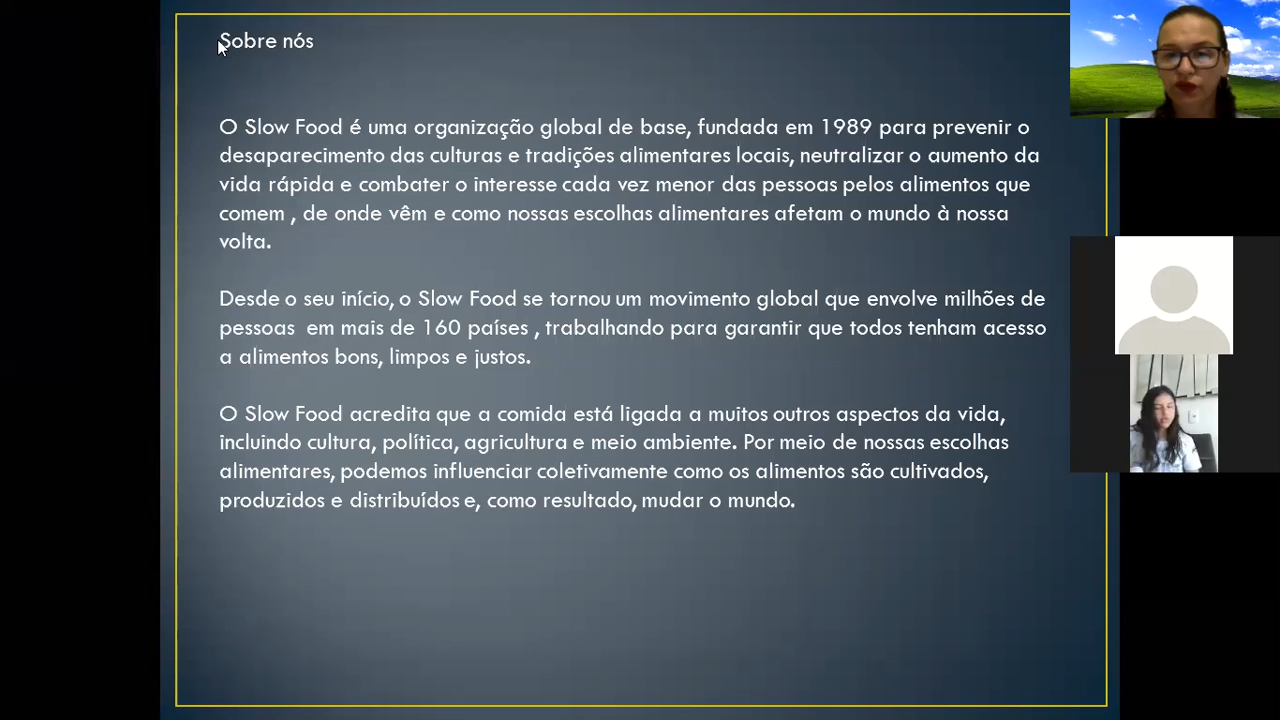 Sobre nós
O Slow Food é uma organização global de base, fundada em 1989 para prevenir o
desaparecimento das culturas e tradições alimentares locais, neutralizar o aumento da
vida rápida e combater o interesse cada vez menor das pessoas pelos alimentos que
comem , de onde vêm e como nossas escolhas alimentares afetam o mundo à nossa
volta.
Desde o seu início, o Slow Food se tornou um movimento global que envolve milhões de
pessoas  em mais de 160 países , trabalhando para garantir que todos tenham acesso
a alimentos bons, limpos e justos.
O Slow Food acredita que a comida está ligada a muitos outros aspectos da vida,
incluindo cultura, política, agricultura e meio ambiente. Por meio de nossas escolhas
alimentares, podemos influenciar coletivamente como os alimentos são cultivados,
produzidos e distribuídos e, como resultado, mudar o mundo.